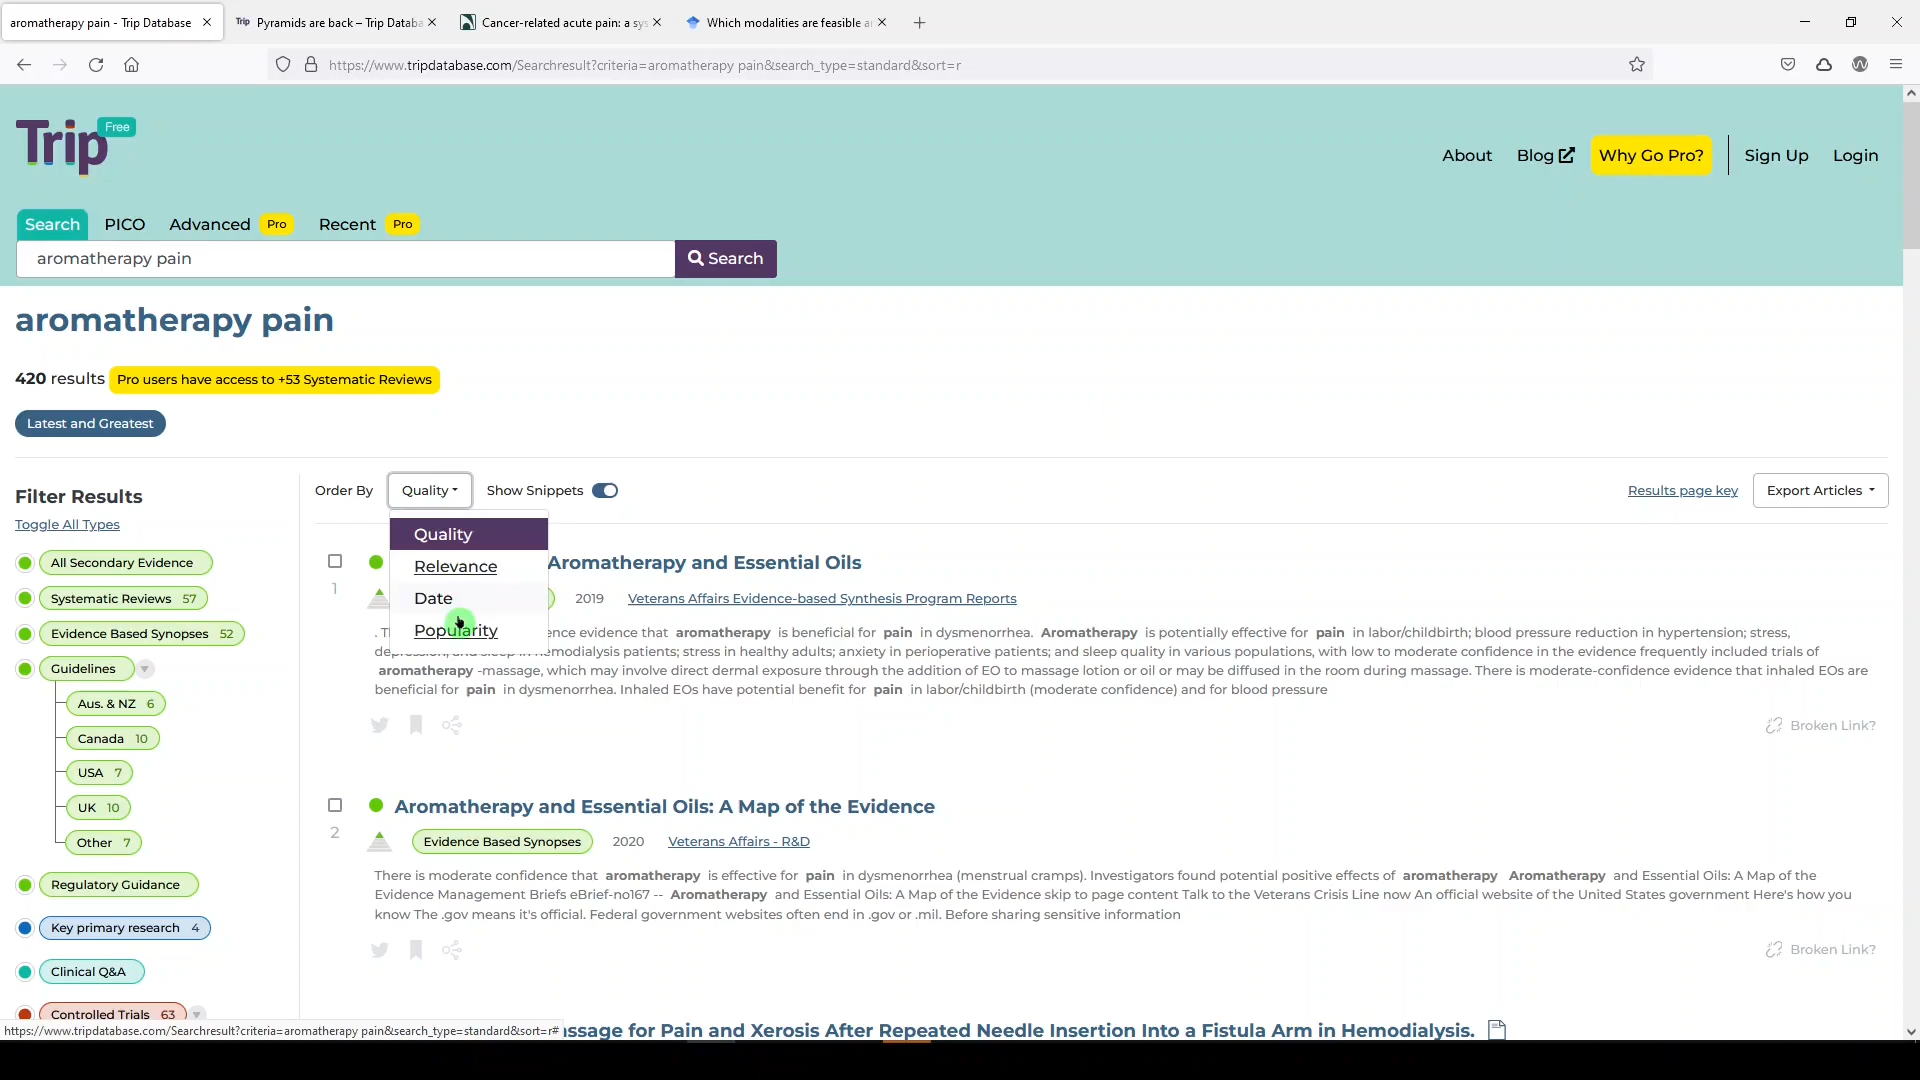 aromatherapy pain - Trip Database
Trip Pyramids are back – Trip Databa
Cancer-related acute pain: a sys
Which modalities are feasible a
https://www.tripdatabase.com/Searchresult?criteria=aromatherapy pain&search_type=standard&sort=r
Trip Free
About Blog Why Go Pro? Sign Up Login
Search PICO Advanced Pro Recent Pro
aromatherapy pain Search
aromatherapy pain
420 results Pro users have access to +53 Systematic Reviews
Latest and Greatest
Filter Results
Toggle All Types
All Secondary Evidence
Systematic Reviews 57
Evidence Based Synopses 52
Guidelines
Aus. & NZ 6
Canada 10
USA 7
UK 10
Other 7
Regulatory Guidance
Key primary research 4
Clinical Q&A
Controlled Trials 63
Order By Quality Show Snippets Results page key Export Articles
Quality
Relevance
Date
Popularity
1
Aromatherapy and Essential Oils
2019 Veterans Affairs Evidence-based Synthesis Program Reports
ence evidence that aromatherapy is beneficial for pain in dysmenorrhea. Aromatherapy is potentially effective for pain in labor/childbirth; blood pressure reduction in hypertension; stress,
depression, and sleep in hemodialysis patients; stress in healthy adults; anxiety in perioperative patients; and sleep quality in various populations, with low to moderate confidence in the evidence frequently included trials of
aromatherapy -massage, which may involve direct dermal exposure through the addition of EO to massage lotion or oil or may be diffused in the room during massage. There is moderate-confidence evidence that inhaled EOs are
beneficial for pain in dysmenorrhea. Inhaled EOs have potential benefit for pain in labor/childbirth (moderate confidence) and for blood pressure
Broken Link?
2
Aromatherapy and Essential Oils: A Map of the Evidence
Evidence Based Synopses 2020 Veterans Affairs - R&D
There is moderate confidence that aromatherapy is effective for pain in dysmenorrhea (menstrual cramps). Investigators found potential positive effects of aromatherapy Aromatherapy and Essential Oils: A Map of the
Evidence Management Briefs eBrief-no167 -- Aromatherapy and Essential Oils: A Map of the Evidence skip to page content Talk to the Veterans Crisis Line now An official website of the United States government Here's how you
know The .gov means it's official. Federal government websites often end in .gov or .mil. Before sharing sensitive information
Broken Link?
ssage for Pain and Xerosis After Repeated Needle Insertion Into a Fistula Arm in Hemodialysis.
https://www.tripdatabase.com/Searchresult?criteria=aromatherapy pain&search_type=standard&sort=r#